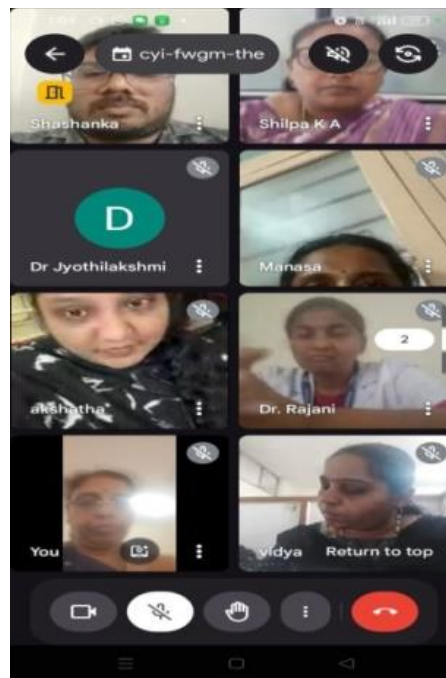 cyi-fwgm-the
Shashanka
Shilpa K A
D
Dr Jyothilakshmi
Manasa
akshatha
Dr. Rajani
2
You
vidya
Return to top